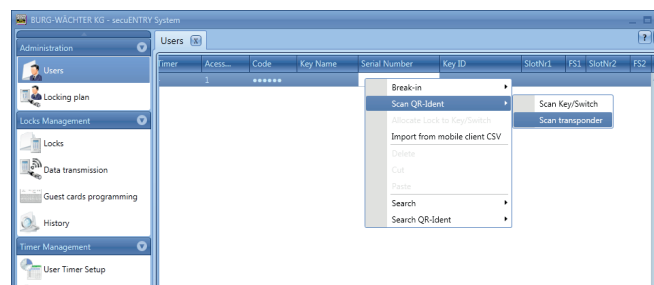 BURG-WÄCHTER KG - secuENTRY System
Administration
Users
Locking plan
Locks Management
Locks
Data transmission
Guest cards programming
History
Timer Management
User Timer Setup
Users x
?
Timer Acess... Code Key Name Serial Number Key ID SlotNr1 FS1 SlotNr2 FS2
1 ●●●●●●
Break-in
Scan QR-Ident
Allocate Lock to Key/Switch
Import from mobile client CSV
Delete
Cut
Paste
Search
Search QR-Ident
Scan Key/Switch
Scan transponder